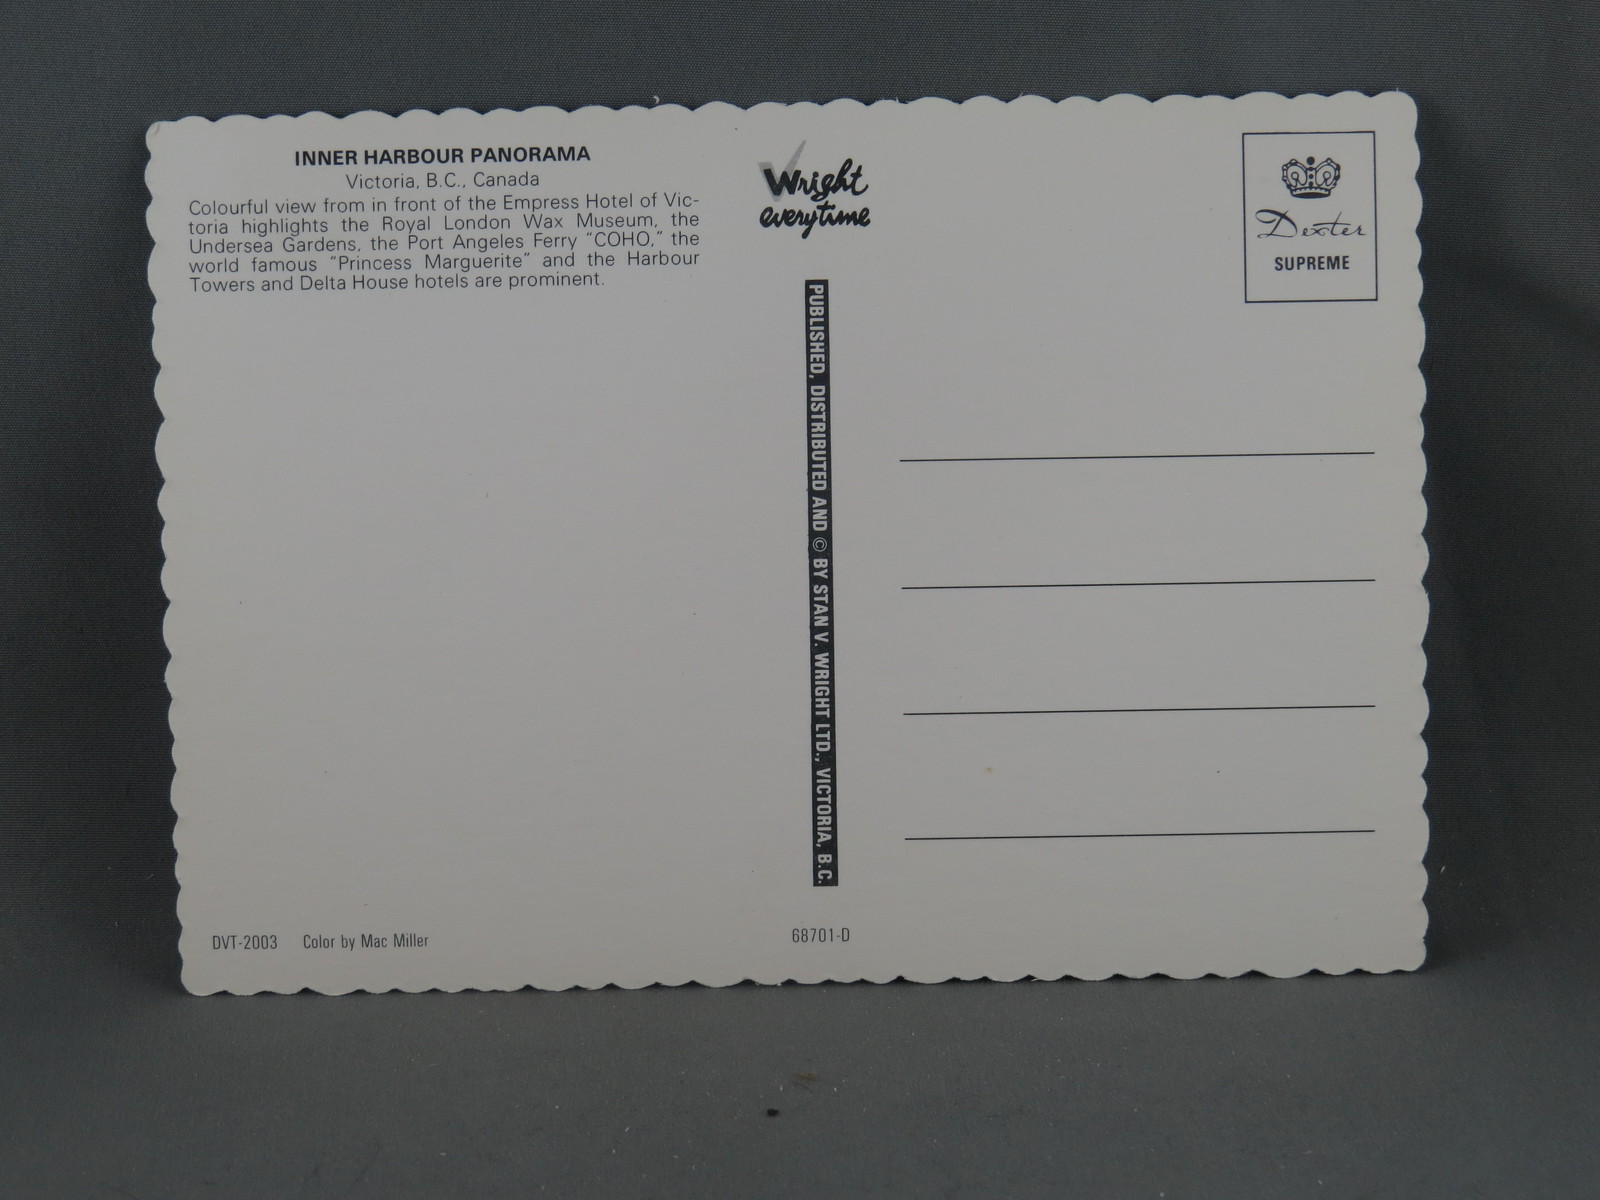 INNER HARBOUR PANORAMA
Victoria, B.C., Canada
Colourful view from in front of the Empress Hotel of Vic-
toria highlights the Royal London Wax Museum, the
Undersea Gardens, the Port Angeles Ferry "COHO," the
world famous "Princess Marguerite" and the Harbour
Towers and Delta House hotels are prominent.
Wright
everytime
PUBLISHED, DISTRIBUTED AND © BY STAN V. WRIGHT LTD., VICTORIA, B.C.
Dexter
SUPREME
DVT-2003 Color by Mac Miller
68701-D